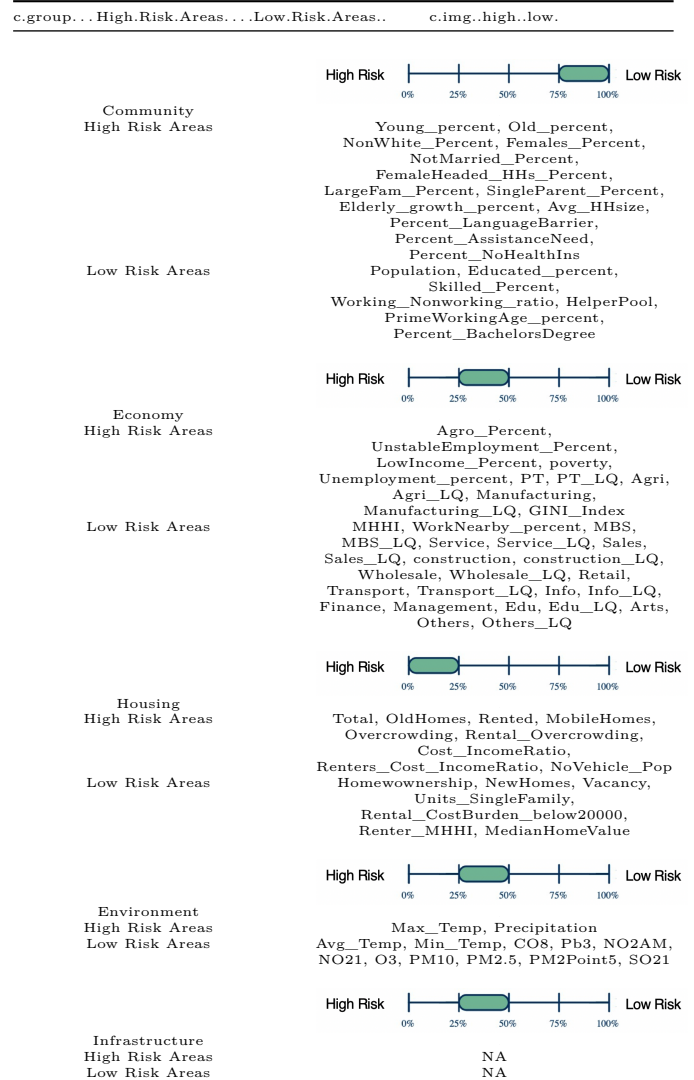 c.group...High.Risk.Areas....Low.Risk.Areas.. c.img..high..low.
High Risk Low Risk
0% 25% 50% 75% 100%
Community
High Risk Areas Young_percent, Old_percent,
NonWhite_Percent, Females_Percent,
NotMarried_Percent,
FemaleHeaded_HHs_Percent,
LargeFam_Percent, SingleParent_Percent,
Elderly_growth_percent, Avg_HHsize,
Percent_LanguageBarrier,
Percent_AssistanceNeed,
Percent_NoHealthIns
Low Risk Areas Population, Educated_percent,
Skilled_Percent,
Working_Nonworking_ratio, HelperPool,
PrimeWorkingAge_percent,
Percent_BachelorsDegree
High Risk Low Risk
0% 25% 50% 75% 100%
Economy
High Risk Areas Agro_Percent,
UnstableEmployment_Percent,
LowIncome_Percent, poverty,
Unemployment_percent, PT, PT_LQ, Agri,
Agri_LQ, Manufacturing,
Manufacturing_LQ, GINI_Index
Low Risk Areas MHHI, WorkNearby_percent, MBS,
MBS_LQ, Service, Service_LQ, Sales,
Sales_LQ, construction, construction_LQ,
Wholesale, Wholesale_LQ, Retail,
Transport, Transport_LQ, Info, Info_LQ,
Finance, Management, Edu, Edu_LQ, Arts,
Others, Others_LQ
High Risk Low Risk
0% 25% 50% 75% 100%
Housing
High Risk Areas Total, OldHomes, Rented, MobileHomes,
Overcrowding, Rental_Overcrowding,
Cost_IncomeRatio,
Renters_Cost_IncomeRatio, NoVehicle_Pop
Low Risk Areas Homewownership, NewHomes, Vacancy,
Units_SingleFamily,
Rental_CostBurden_below20000,
Renter_MHHI, MedianHomeValue
High Risk Low Risk
0% 25% 50% 75% 100%
Environment
High Risk Areas Max_Temp, Precipitation
Low Risk Areas Avg_Temp, Min_Temp, CO8, Pb3, NO2AM,
NO21, O3, PM10, PM2.5, PM2Point5, SO21
High Risk Low Risk
0% 25% 50% 75% 100%
Infrastructure
High Risk Areas NA
Low Risk Areas NA